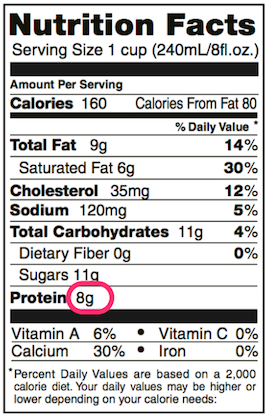 Nutrition Facts
Serving Size 1 cup (240mL/8fl.oz.)
Amount Per Serving
Calories 160 Calories From Fat 80
% Daily Value *
Total Fat 9g 14%
Saturated Fat 6g 30%
Cholesterol 35mg 12%
Sodium 120mg 5%
Total Carbohydrates 11g 4%
Dietary Fiber 0g 0%
Sugars 11g
Protein 8g
Vitamin A 6% • Vitamin C 0%
Calcium 30% • Iron 0%
*Percent Daily Values are based on a 2,000
calorie diet. Your daily values may be higher or
lower depending on your calorie needs: